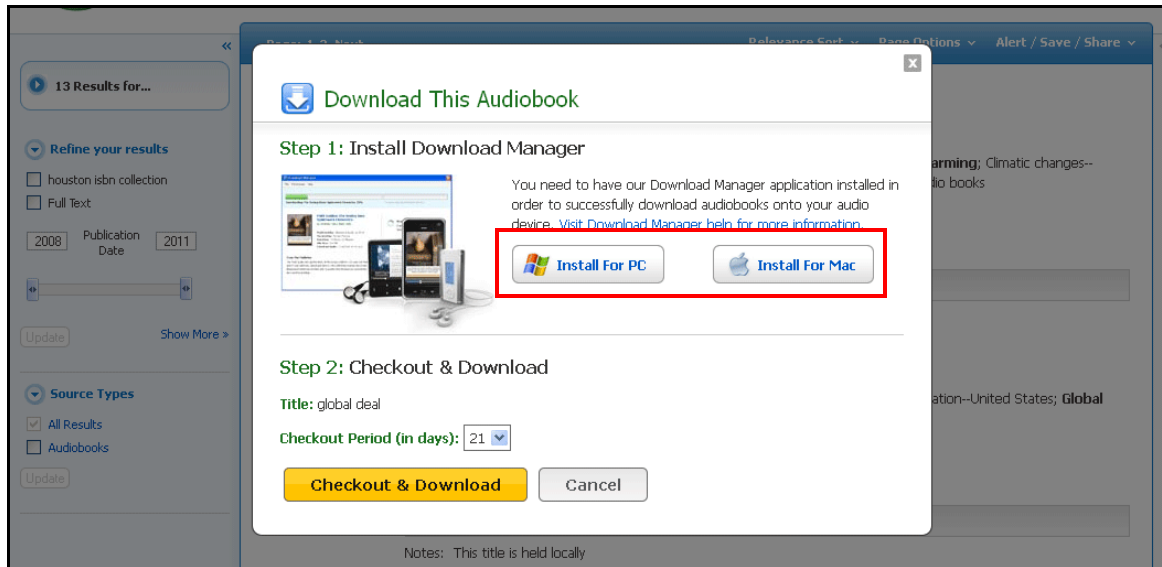 Relevance Sort
Page Options
Alert / Save / Share
«
13 Results for...
Refine your results
houston isbn collection
Full Text
2008
Publication
Date
2011
Update
Show More »
Source Types
All Results
Audiobooks
Update
Download This Audiobook
Step 1: Install Download Manager
You need to have our Download Manager application installed in
order to successfully download audiobooks onto your audio
device. Visit Download Manager help for more information.
Install For PC
Install For Mac
Step 2: Checkout & Download
Title: global deal
Checkout Period (in days): 21
Checkout & Download
Cancel
arming; Climatic changes--
dio books
ation--United States; Global
Notes: This title is held locally